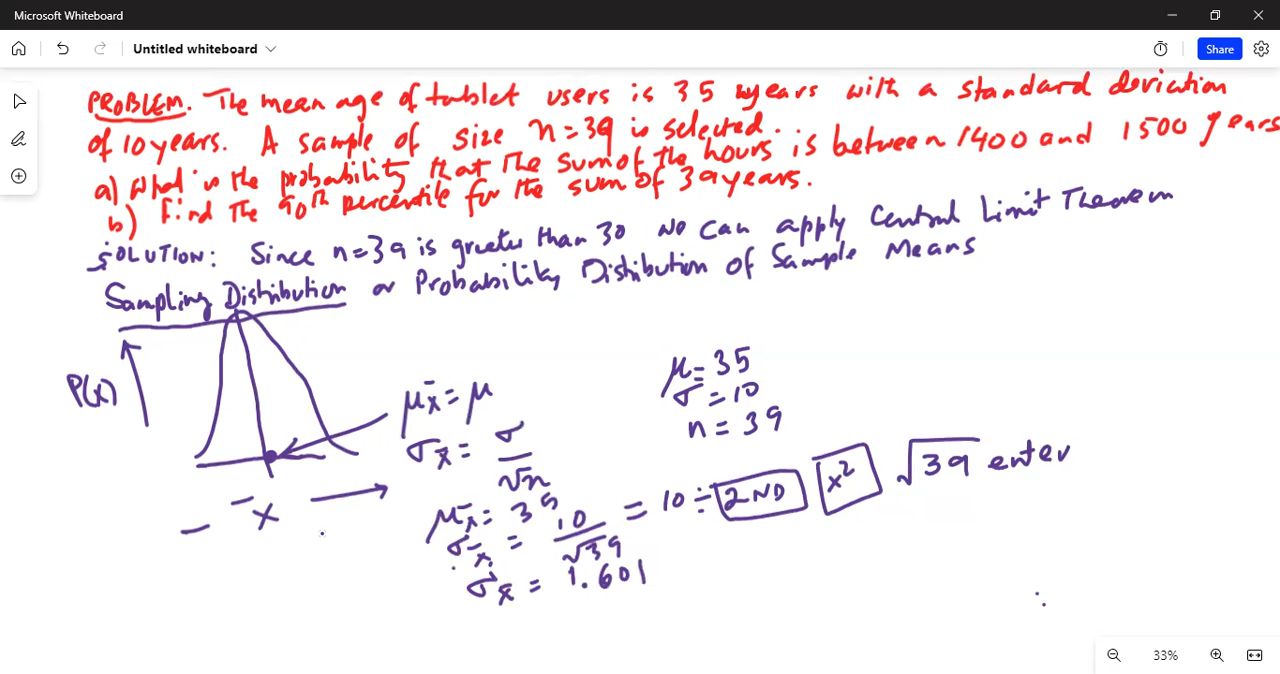 Microsoft Whiteboard
Untitled whiteboard
Share
PROBLEM. The mean age of tablet users is 35 years with a standard deviation
of 10 years. A sample of size n = 39 is selected.
a) What is the probability that the sum of the hours is between 1400 and 1500 years
b) Find the 90th percentile for the sum of 39 years.
SOLUTION: Since n = 39 is greater than 30 we can apply Central Limit Theorem
Sampling Distribution or Probability Distribution of Sample Means
P(x)
x̄
μx̄ = μ
σx̄ = σ/√n
μ = 35
σ = 10
n = 39
μx̄ = 35
σx̄ = 10/√39 = 10 ÷ 2ND x² √39 enter
σx̄ = 1.601
33%